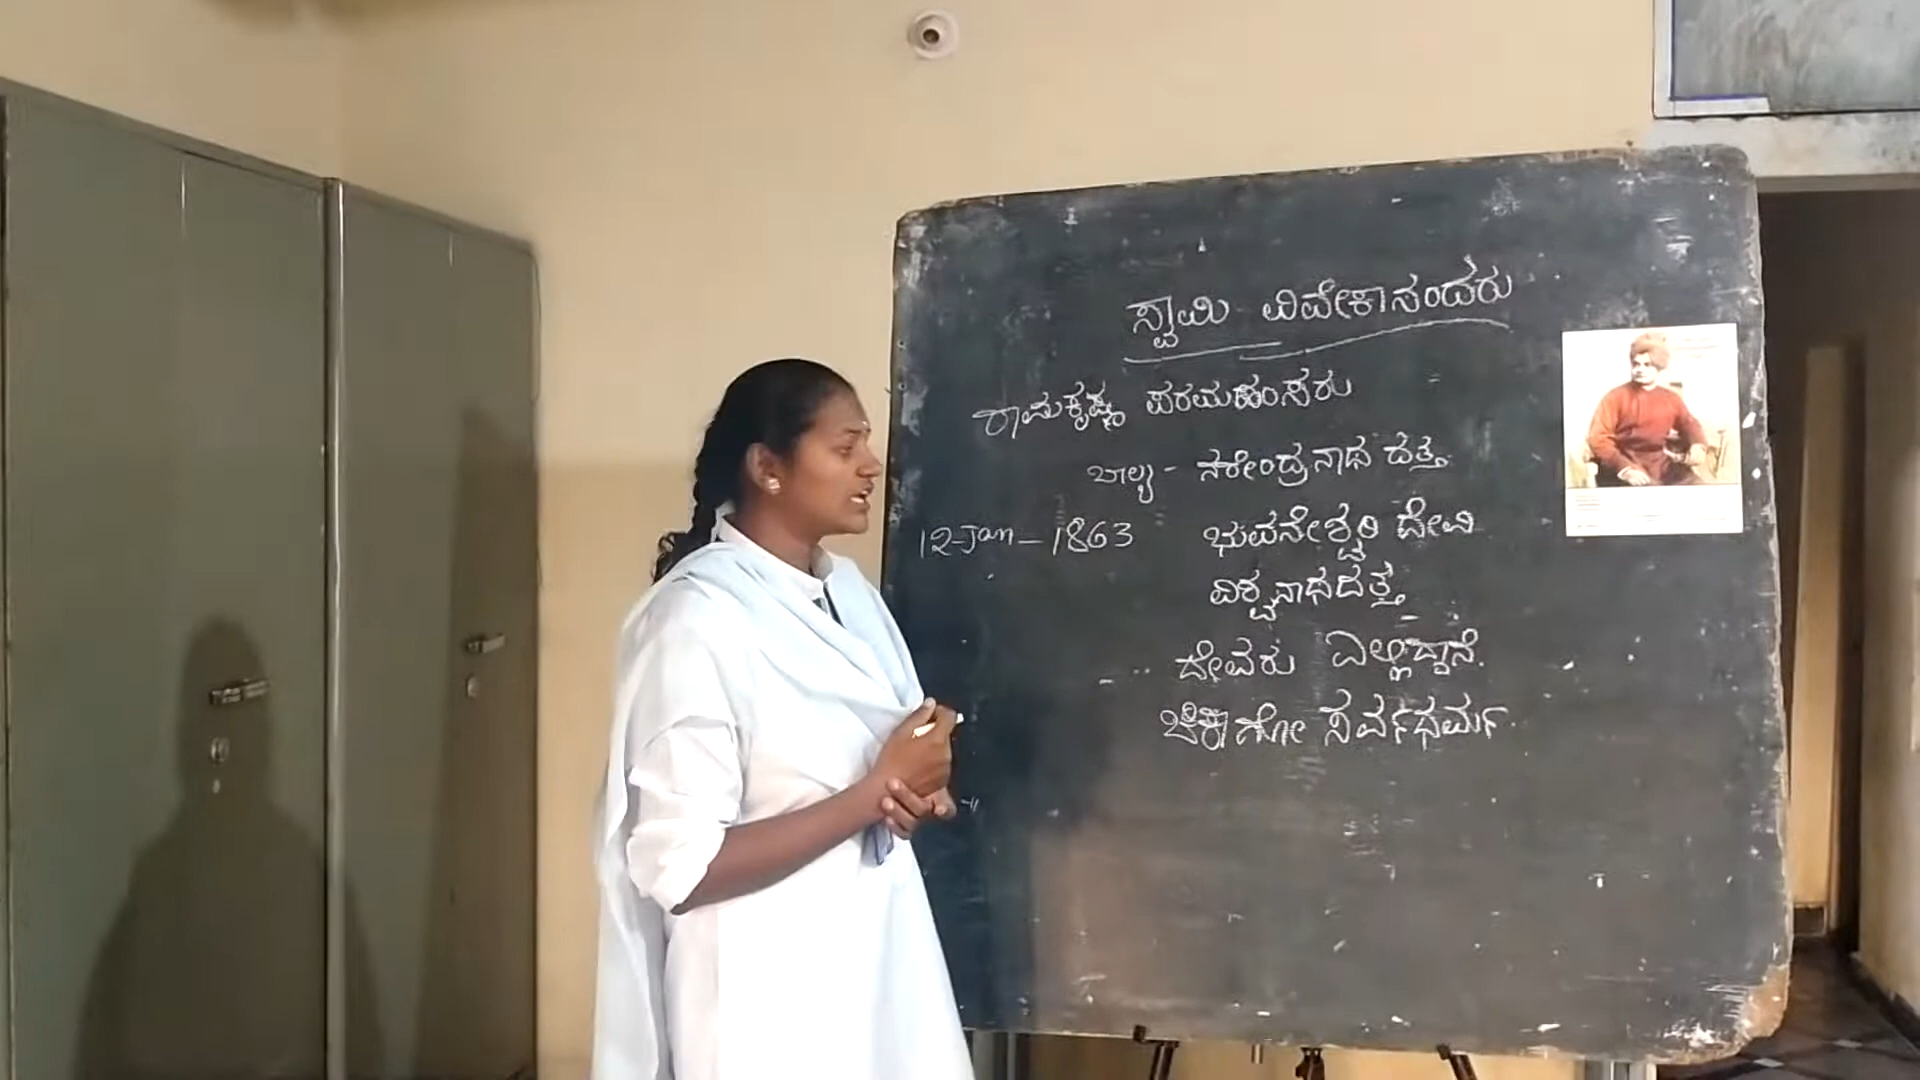 ಸ್ವಾಮಿ ವಿವೇಕಾನಂದರು
ರಾಮಕೃಷ್ಣ ಪರಮಹಂಸರು
ಬಾಲ್ಯ - ನರೇಂದ್ರನಾಥ ದತ್ತ
12-Jan-1863 ಭುವನೇಶ್ವರಿ ದೇವಿ
ವಿಶ್ವನಾಥದತ್ತ
ದೇವರು ಎಲ್ಲಿದ್ದಾನೆ.
ಚಿಕಾಗೋ ಸರ್ವಧರ್ಮ